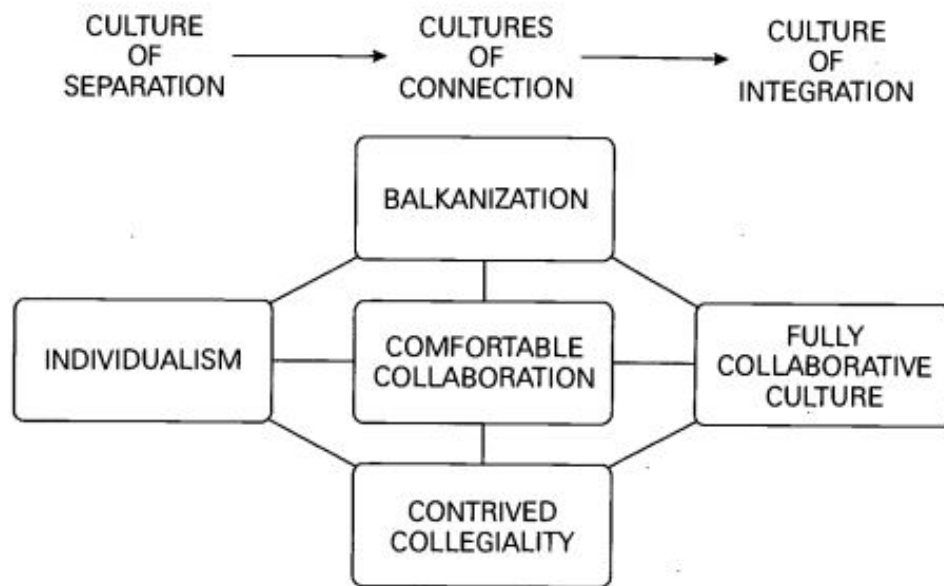 CULTURE
OF
SEPARATION
CULTURES
OF
CONNECTION
CULTURE
OF
INTEGRATION
BALKANIZATION
INDIVIDUALISM
COMFORTABLE
COLLABORATION
FULLY
COLLABORATIVE
CULTURE
CONTRIVED
COLLEGIALITY